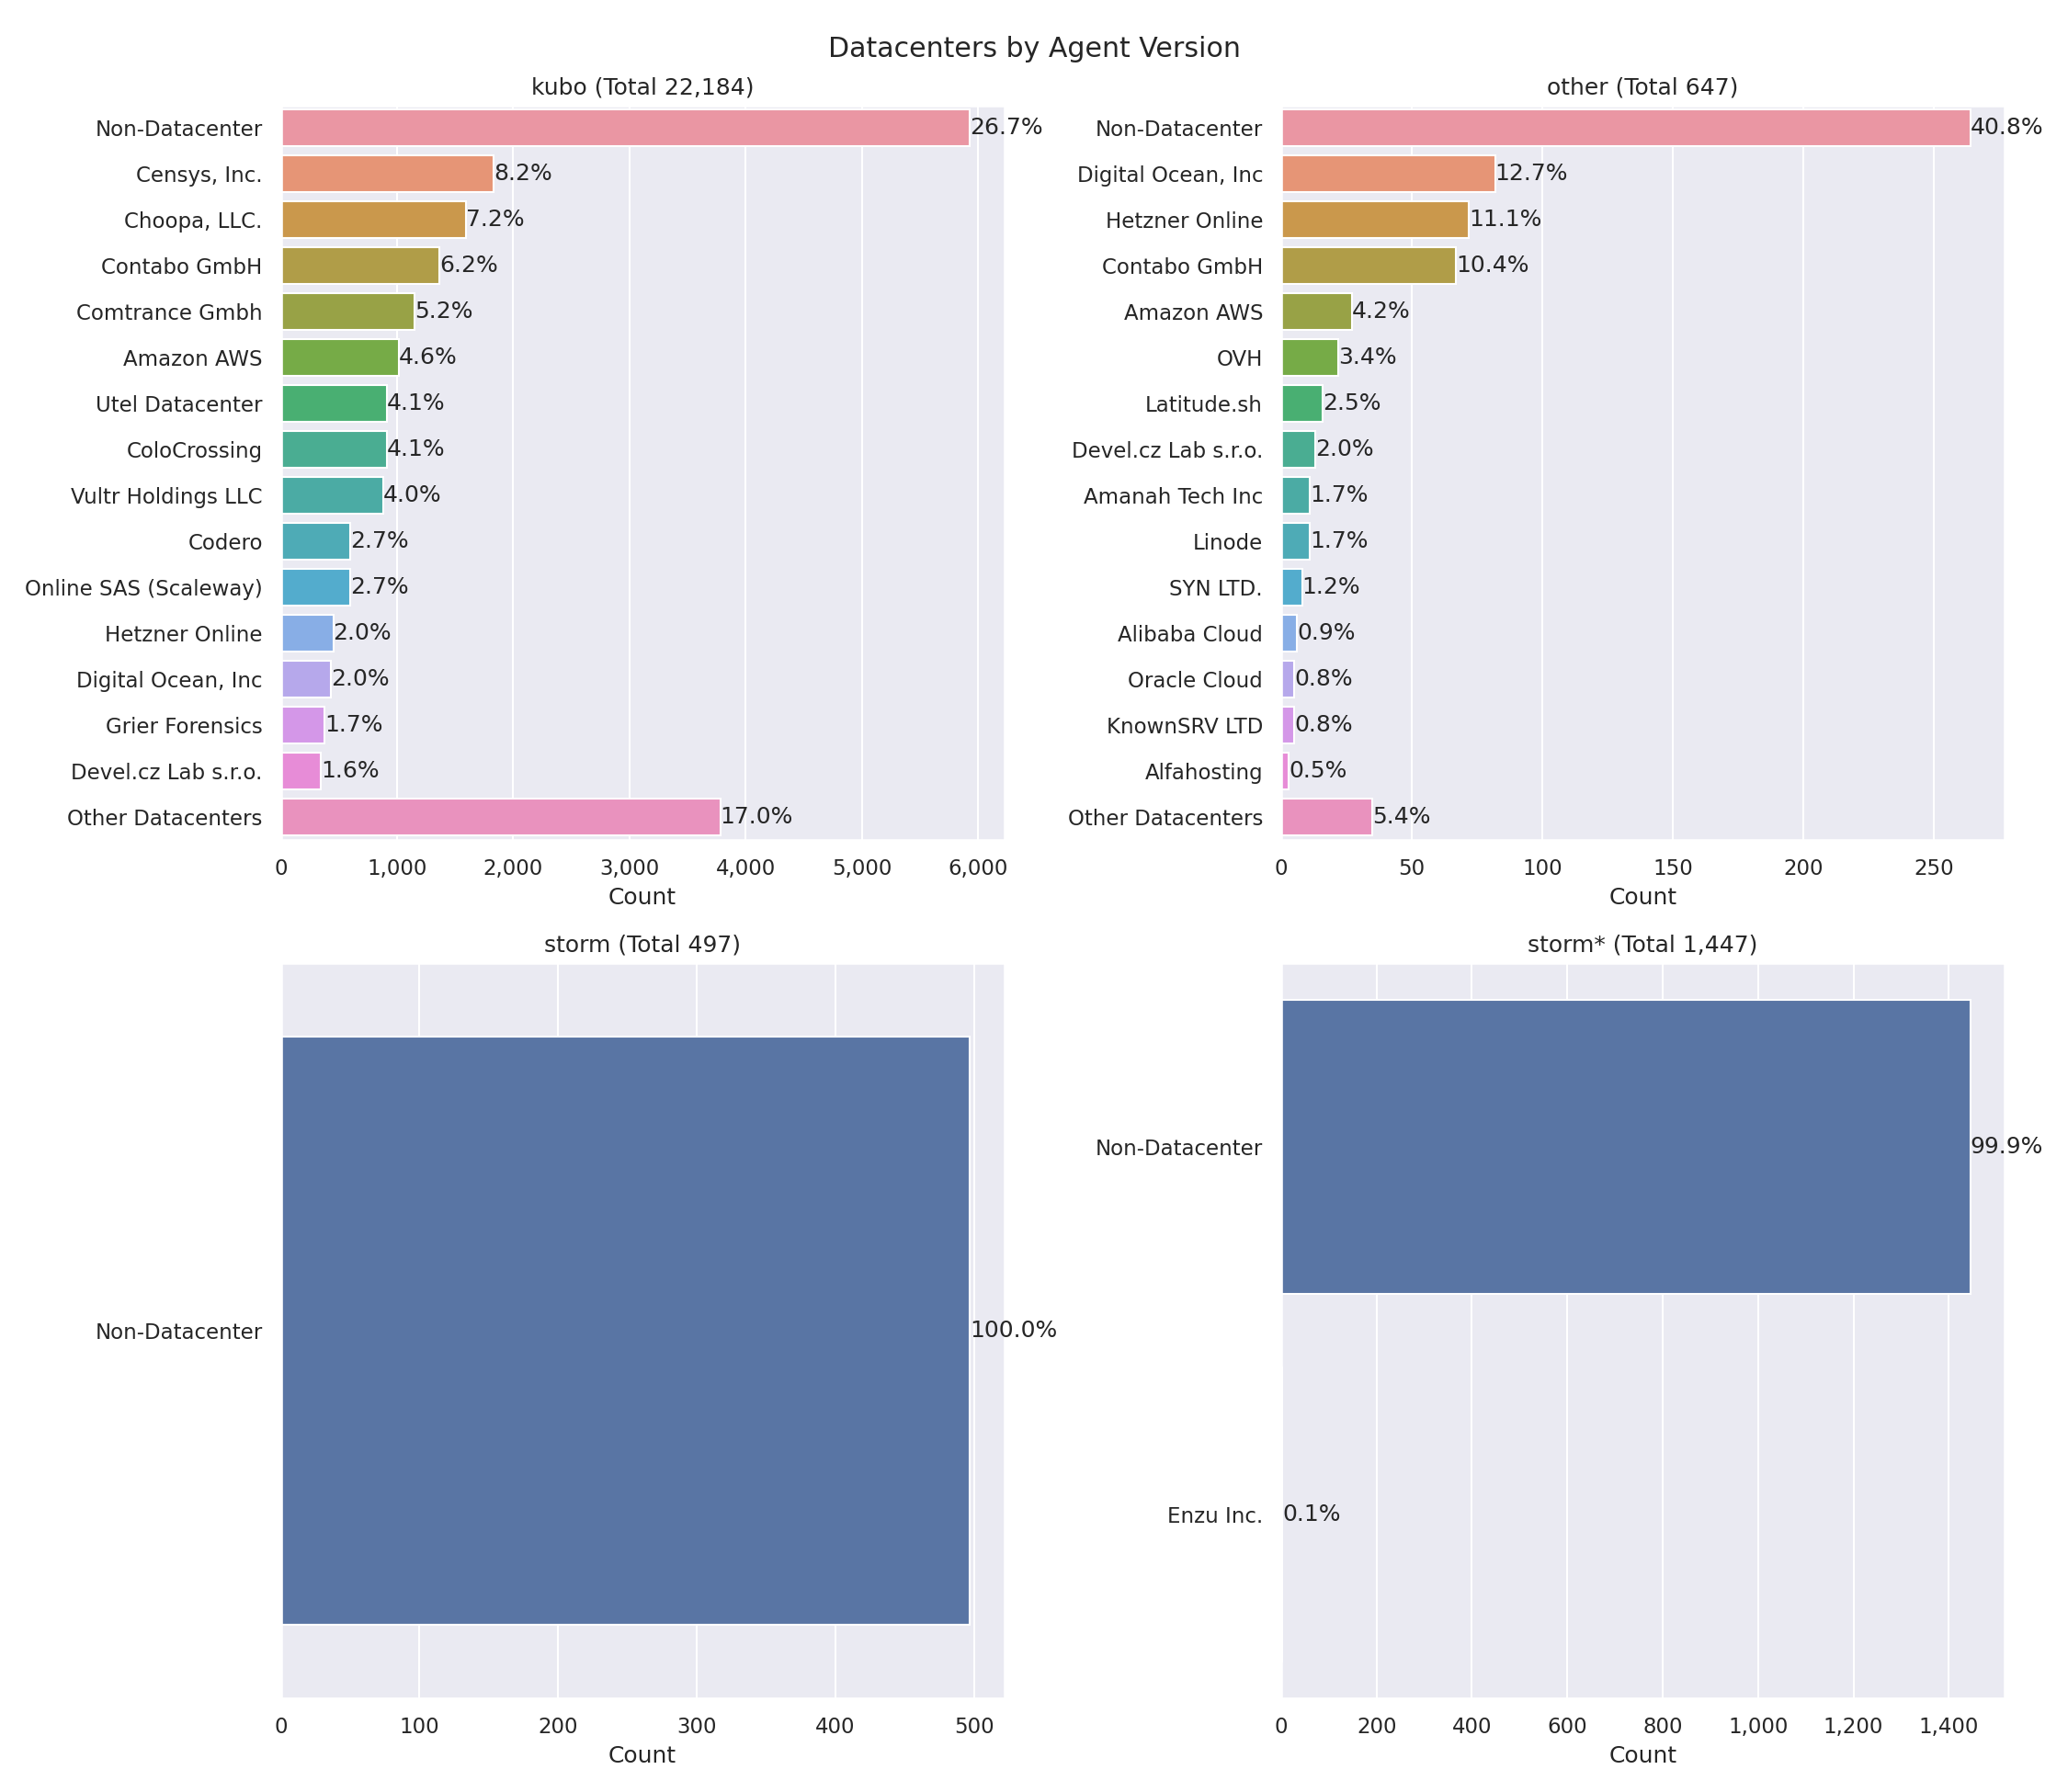 Datacenters by Agent Version
kubo (Total 22,184)
Non-Datacenter 26.7%
Censys, Inc. 8.2%
Choopa, LLC. 7.2%
Contabo GmbH 6.2%
Comtrance Gmbh 5.2%
Amazon AWS 4.6%
Utel Datacenter 4.1%
ColoCrossing 4.1%
Vultr Holdings LLC 4.0%
Codero 2.7%
Online SAS (Scaleway) 2.7%
Hetzner Online 2.0%
Digital Ocean, Inc 2.0%
Grier Forensics 1.7%
Devel.cz Lab s.r.o. 1.6%
Other Datacenters 17.0%
0 1,000 2,000 3,000 4,000 5,000 6,000
Count
other (Total 647)
Non-Datacenter 40.8%
Digital Ocean, Inc 12.7%
Hetzner Online 11.1%
Contabo GmbH 10.4%
Amazon AWS 4.2%
OVH 3.4%
Latitude.sh 2.5%
Devel.cz Lab s.r.o. 2.0%
Amanah Tech Inc 1.7%
Linode 1.7%
SYN LTD. 1.2%
Alibaba Cloud 0.9%
Oracle Cloud 0.8%
KnownSRV LTD 0.8%
Alfahosting 0.5%
Other Datacenters 5.4%
0 50 100 150 200 250
Count
storm (Total 497)
Non-Datacenter 100.0%
0 100 200 300 400 500
Count
storm* (Total 1,447)
Non-Datacenter 99.9%
Enzu Inc. 0.1%
0 200 400 600 800 1,000 1,200 1,400
Count